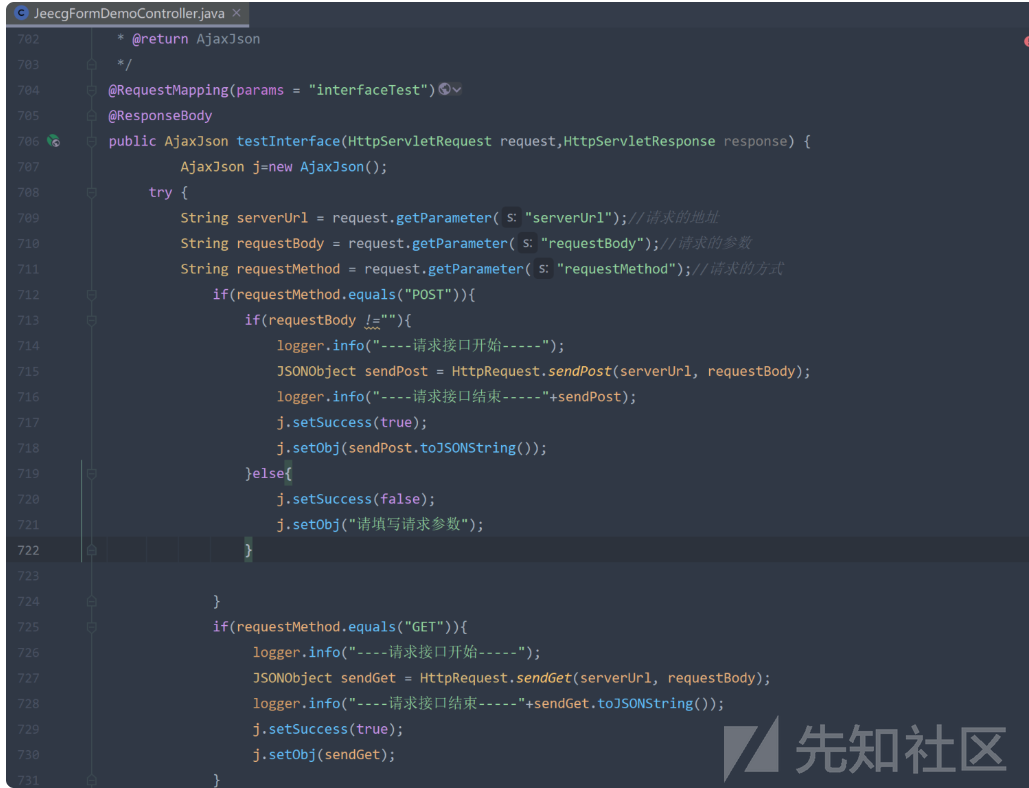 JeecgFormDemoController.java ×
702 * @return AjaxJson
703 */
704 @RequestMapping(params = "interfaceTest")
705 @ResponseBody
706 public AjaxJson testInterface(HttpServletRequest request,HttpServletResponse response) {
707 AjaxJson j=new AjaxJson();
708 try {
709 String serverUrl = request.getParameter( s: "serverUrl");//请求的地址
710 String requestBody = request.getParameter( s: "requestBody");//请求的参数
711 String requestMethod = request.getParameter( s: "requestMethod");//请求的方式
712 if(requestMethod.equals("POST")){
713 if(requestBody !=""){
714 logger.info("----请求接口开始-----");
715 JSONObject sendPost = HttpRequest.sendPost(serverUrl, requestBody);
716 logger.info("----请求接口结束-----"+sendPost);
717 j.setSuccess(true);
718 j.setObj(sendPost.toJSONString());
719 }else{
720 j.setSuccess(false);
721 j.setObj("请填写请求参数");
722 }
723
724 }
725 if(requestMethod.equals("GET")){
726 logger.info("----请求接口开始-----");
727 JSONObject sendGet = HttpRequest.sendGet(serverUrl, requestBody);
728 logger.info("----请求接口结束-----"+sendGet.toJSONString());
729 j.setSuccess(true);
730 j.setObj(sendGet);
731 }
先知社区